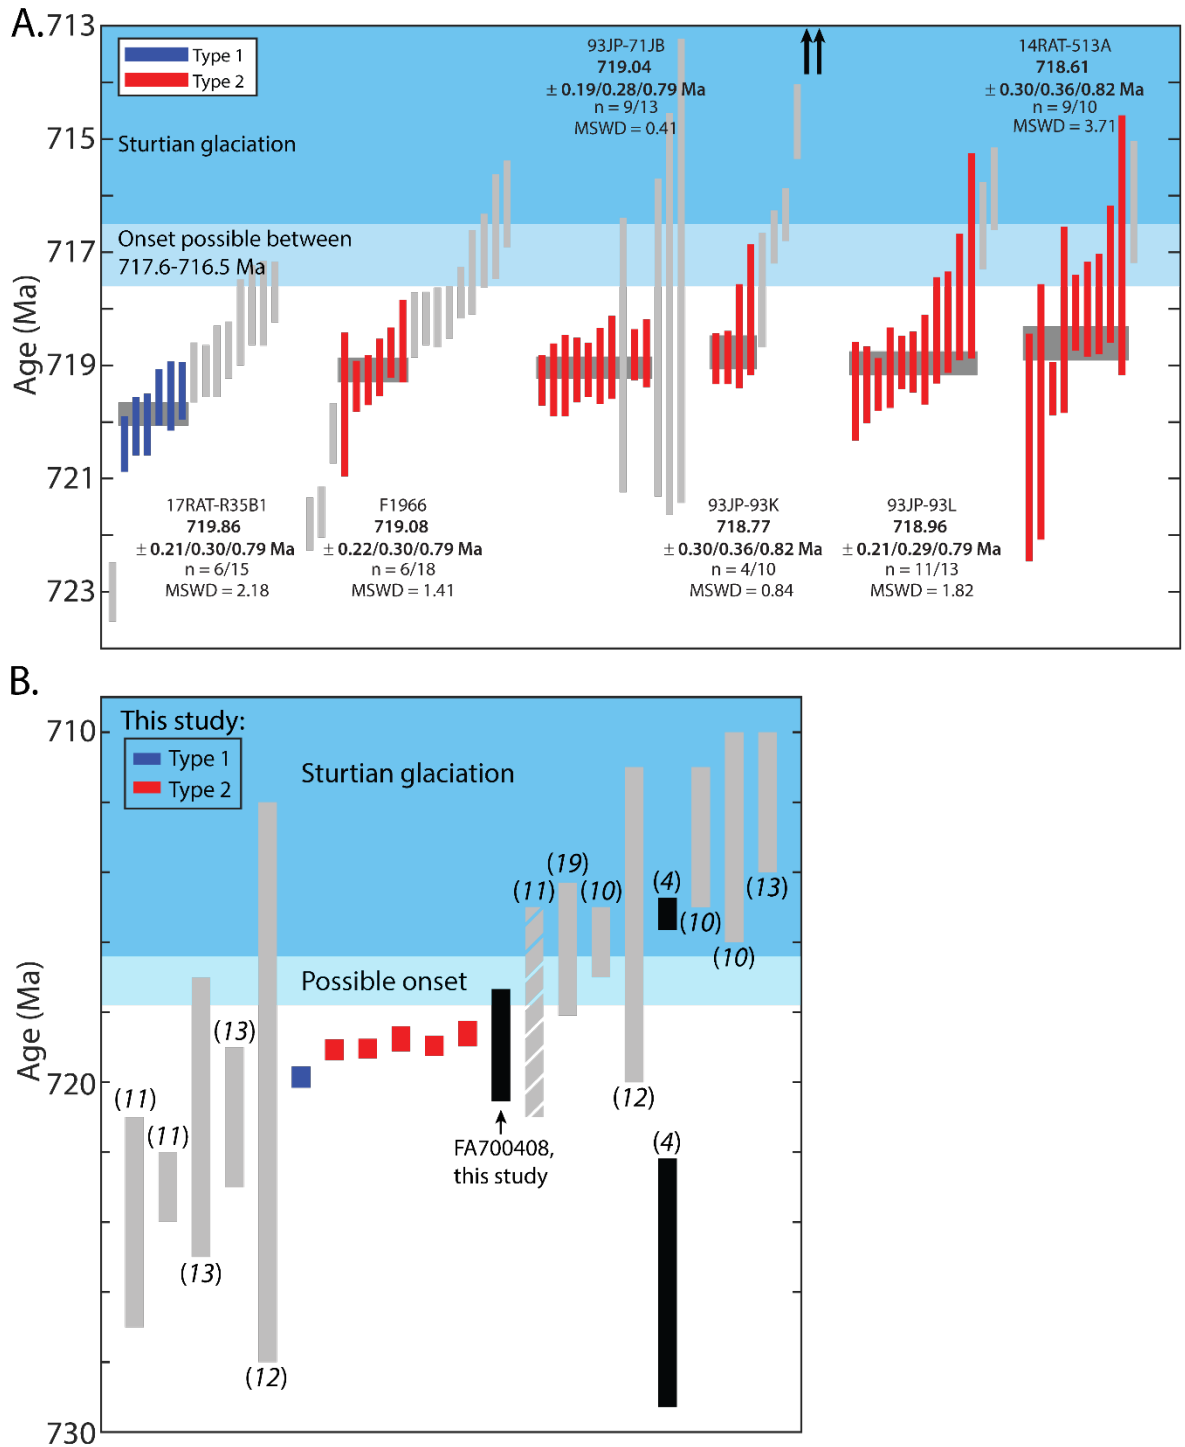 A.
713
715
717
719
721
723
Age (Ma)
Type 1
Type 2
Sturtian glaciation
Onset possible between
717.6-716.5 Ma
93JP-71JB
719.04
± 0.19/0.28/0.79 Ma
n = 9/13
MSWD = 0.41
14RAT-513A
718.61
± 0.30/0.36/0.82 Ma
n = 9/10
MSWD = 3.71
17RAT-R35B1
719.86
± 0.21/0.30/0.79 Ma
n = 6/15
MSWD = 2.18
F1966
719.08
± 0.22/0.30/0.79 Ma
n = 6/18
MSWD = 1.41
93JP-93K
718.77
± 0.30/0.36/0.82 Ma
n = 4/10
MSWD = 0.84
93JP-93L
718.96
± 0.21/0.29/0.79 Ma
n = 11/13
MSWD = 1.82
B.
710
720
730
Age (Ma)
This study:
Type 1
Type 2
Sturtian glaciation
Possible onset
(11)
(11)
(13)
(13)
(12)
FA700408,
this study
(11)
(19)
(10)
(12)
(4)
(4)
(10)
(10)
(13)